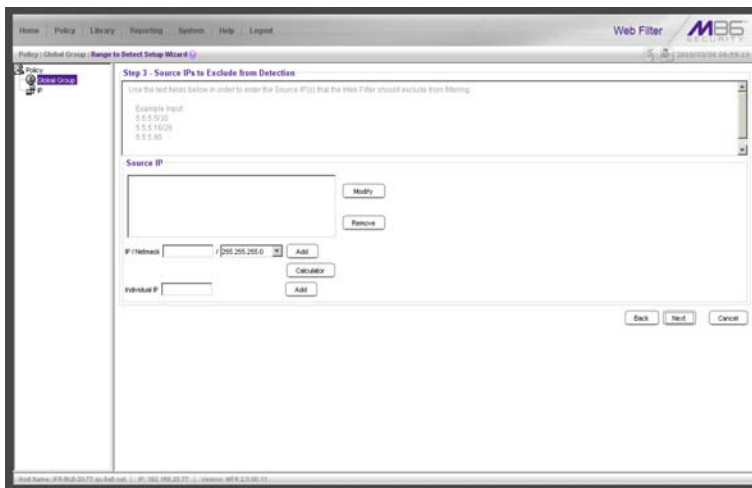 Home Policy Library Reporting System Help Logout
Web Filter M86 SECURITY
Policy | Global Group | Range to Detect Setup Wizard
Policy
Global Group
IP
Step 3 - Source IPs to Exclude from Detection
Use the text fields below in order to enter the Source IP(s) that the Web Filter should exclude from filtering.
Example input:
5.5.5.5/30
5.5.5.16/28
5.5.5.90
Source IP
Modify
Remove
IP / Netmask / 255.255.255.0 Add
Calculator
Individual IP Add
Back Next Cancel
IP: